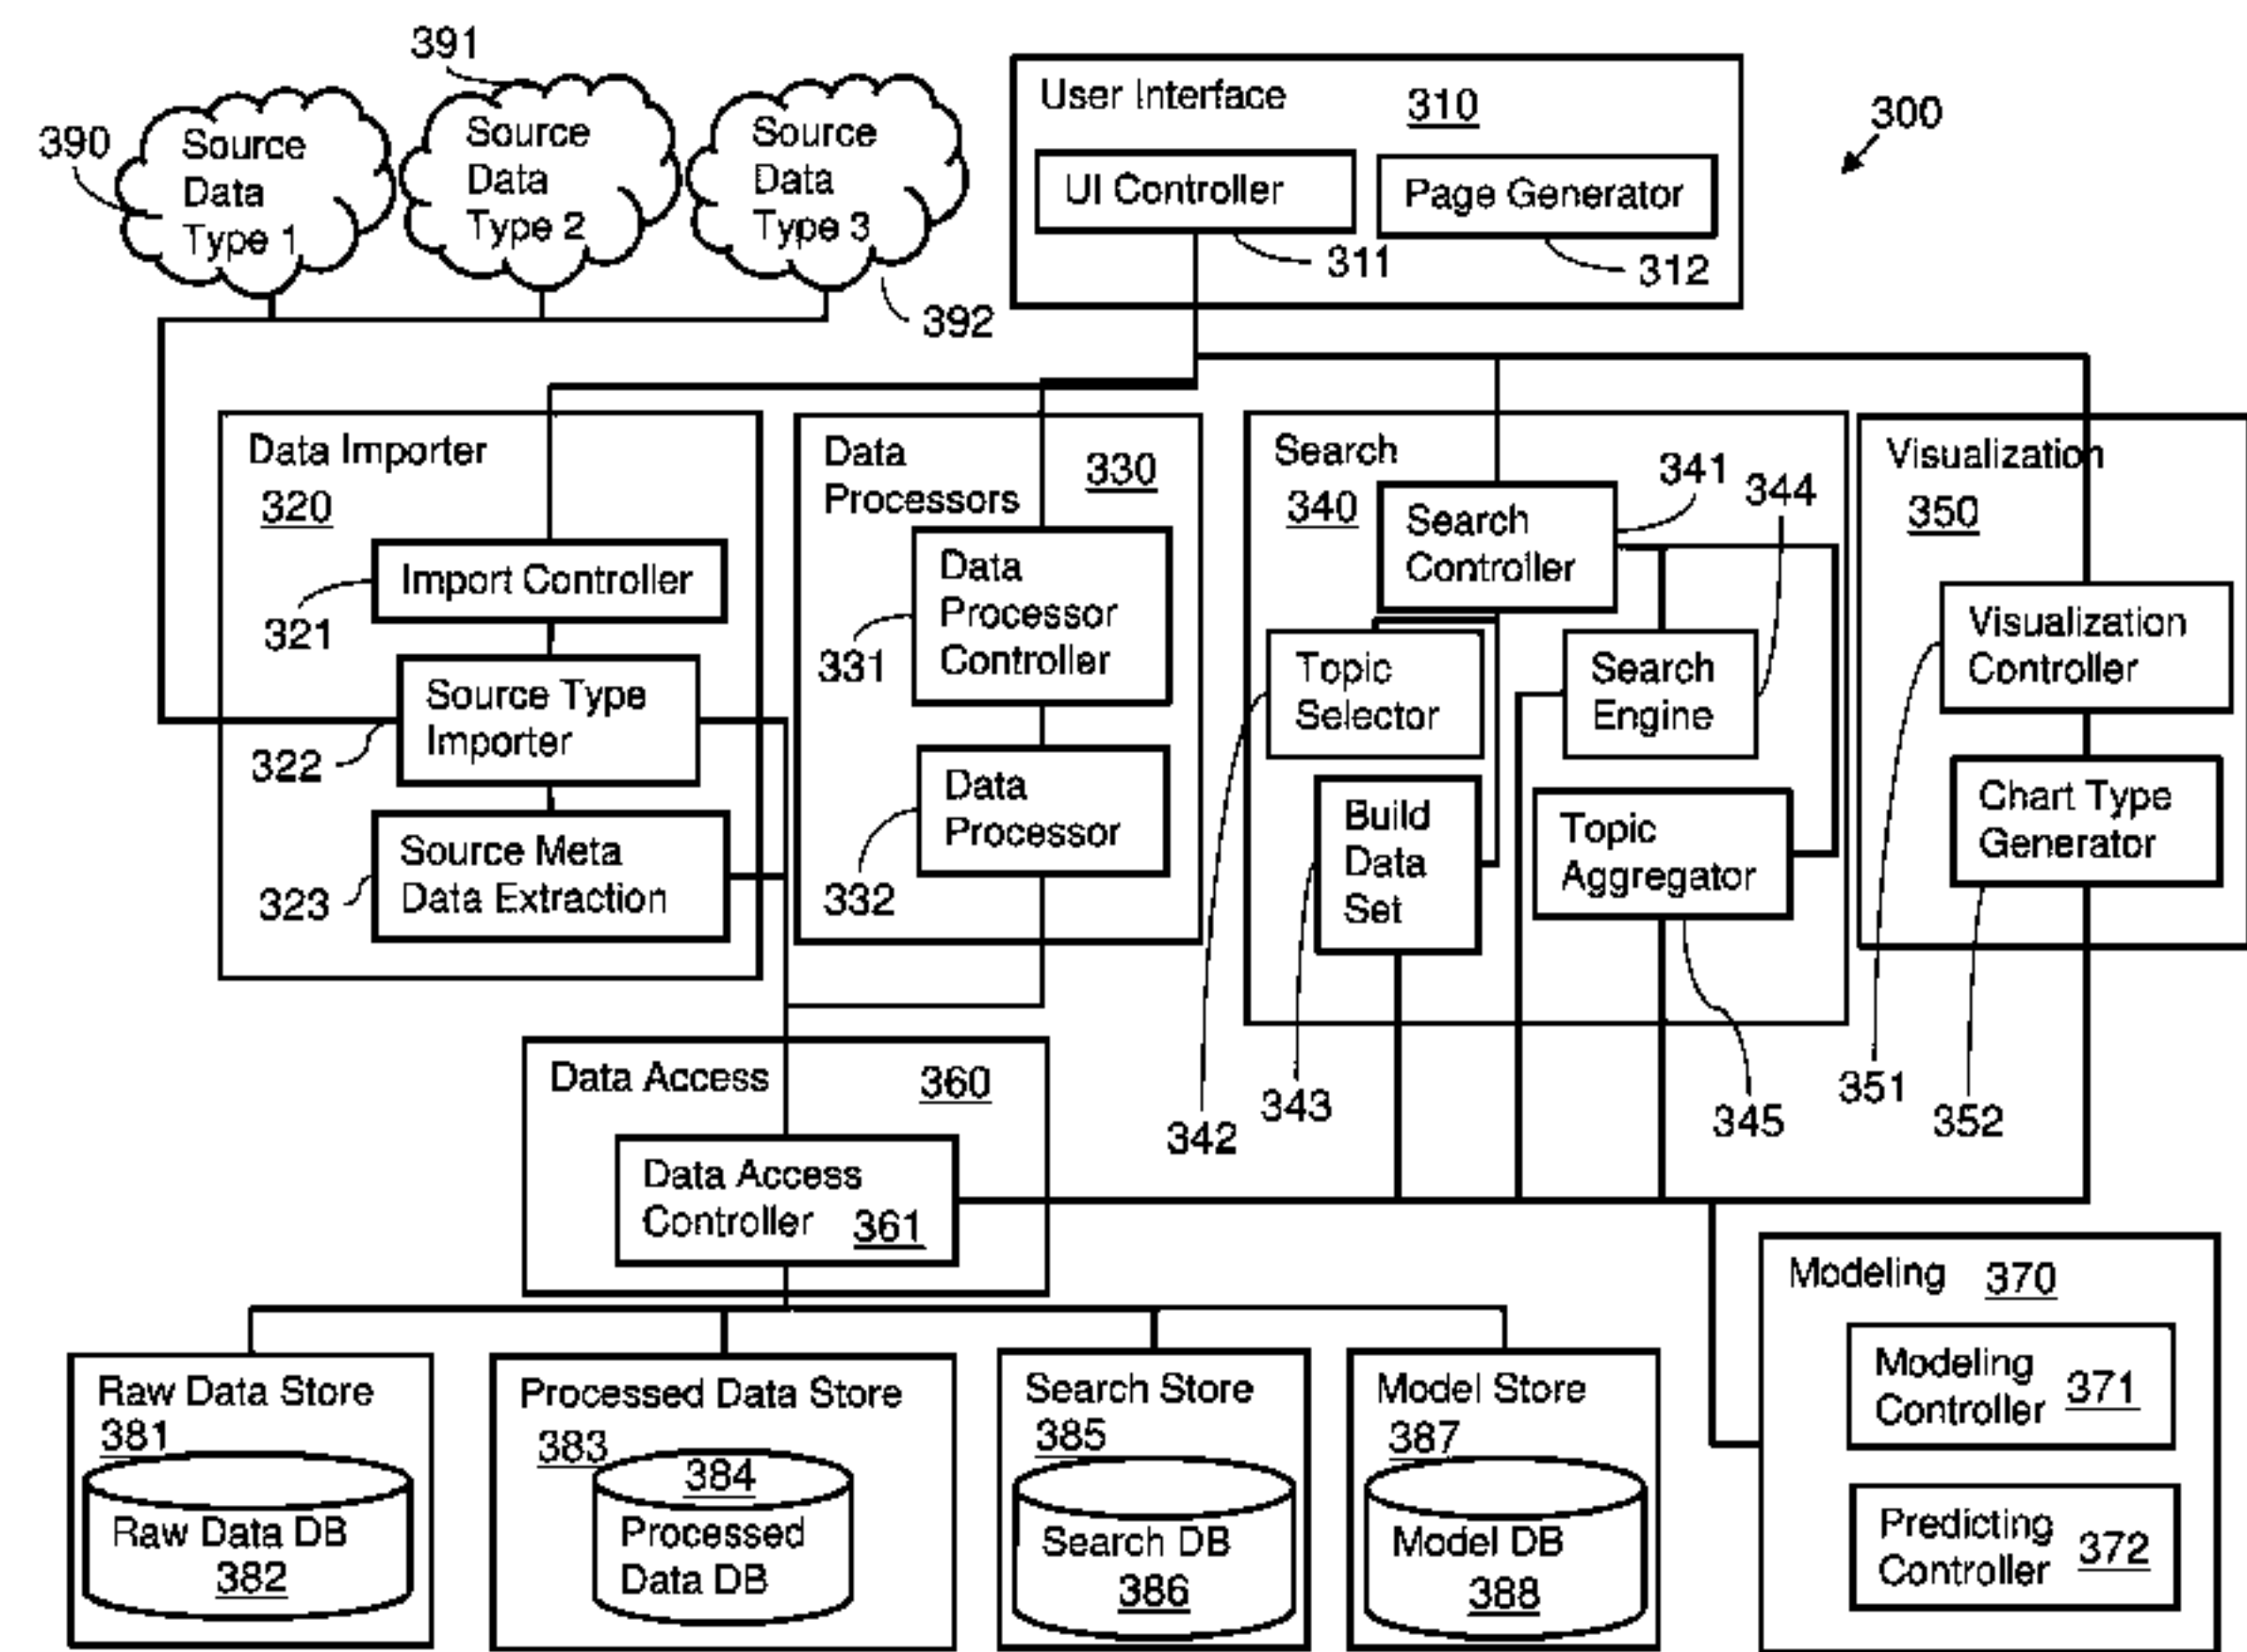 391
390
Source
Data
Type 1
Source
Data
Type 2
Source
Data
Type 3
392
User Interface 310
UI Controller
311
Page Generator
312
300
Data Importer
320
Import Controller
321
Source Type
Importer
322
Source Meta
Data Extraction
323
Data
Processors
330
Data
Processor
Controller
331
Data
Processor
332
Search
340
Search
Controller
341
344
Topic
Selector
Search
Engine
Build
Data
Set
Topic
Aggregator
342
343
345
Visualization
350
Visualization
Controller
Chart Type
Generator
351
352
Data Access 360
Data Access
Controller 361
Modeling 370
Modeling
Controller 371
Predicting
Controller 372
Raw Data Store
381
Raw Data DB
382
Processed Data Store
383
384
Processed
Data DB
Search Store
385
Search DB
386
Model Store
387
Model DB
388